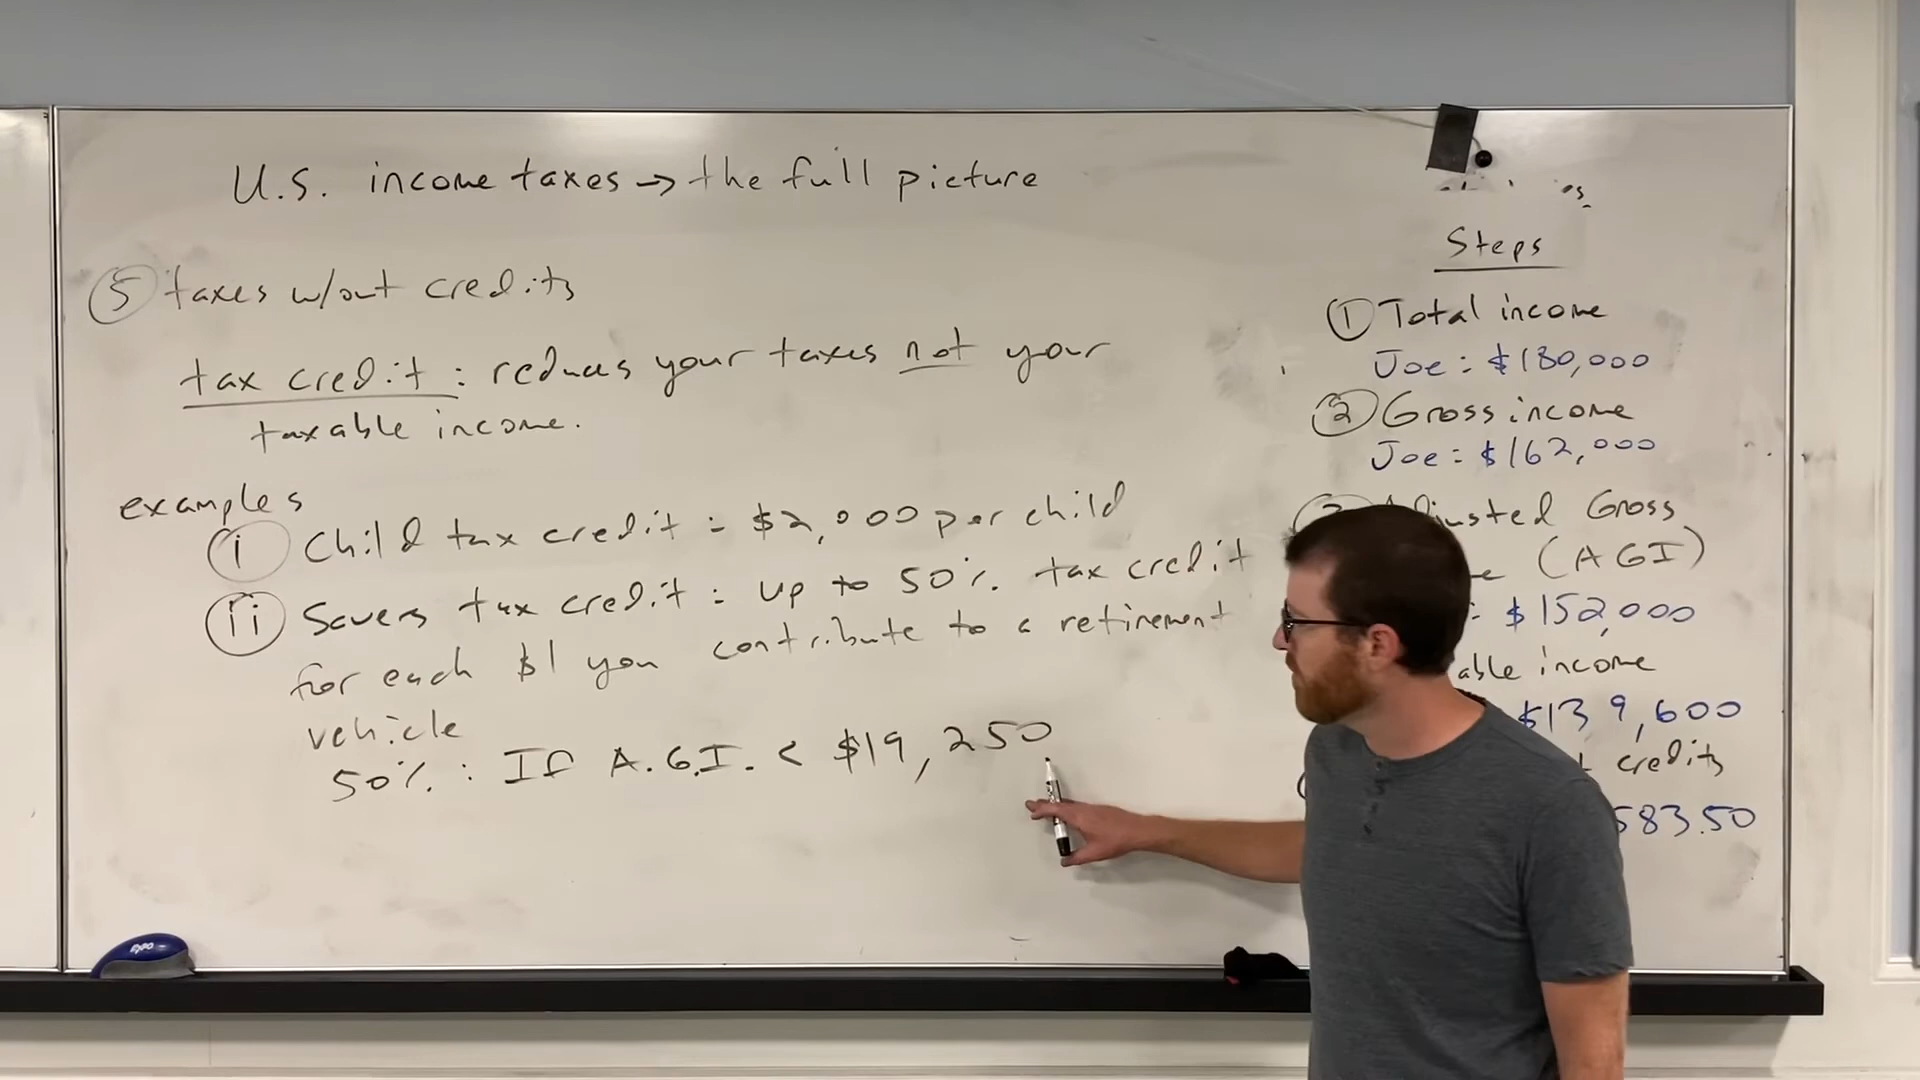 U.S. income taxes → the full picture
⑤ taxes w/out credits
tax credit : reduces your taxes not your
taxable income.
examples
(i) Child tax credit : $2,000 per child
(ii) Savers tax credit : up to 50% tax credit
for each $1 you contribute to a retirement
vehicle
50% : If A.G.I. < $19,250
Steps
① Total income
Joe : $180,000
② Gross income
Joe : $162,000
Adjusted Gross
(AGI)
: $152,000
able income
$139,600
credits
583.50
EXPO